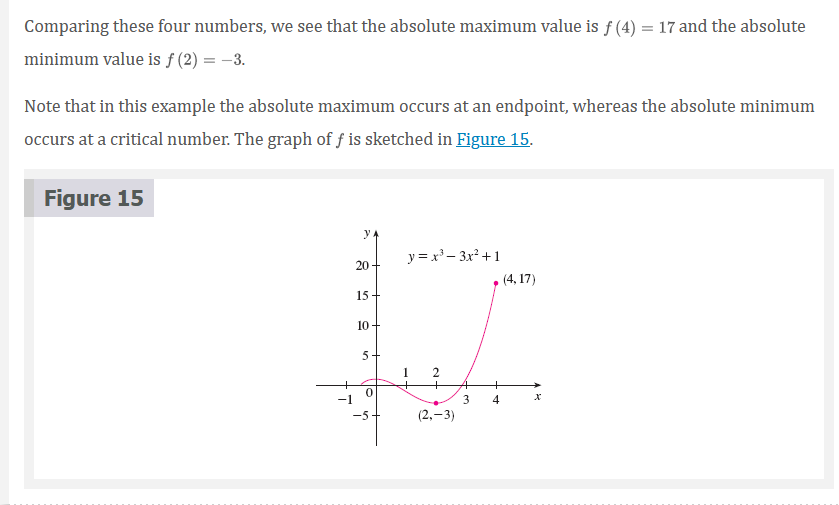 Comparing these four numbers, we see that the absolute maximum value is f (4) = 17 and the absolute
minimum value is f (2) = −3.
Note that in this example the absolute maximum occurs at an endpoint, whereas the absolute minimum
occurs at a critical number. The graph of f is sketched in Figure 15.
Figure 15
y
y = x³ − 3x² + 1
20
(4, 17)
15
10
5
1 2
−1 0 3 4 x
−5 (2, −3)